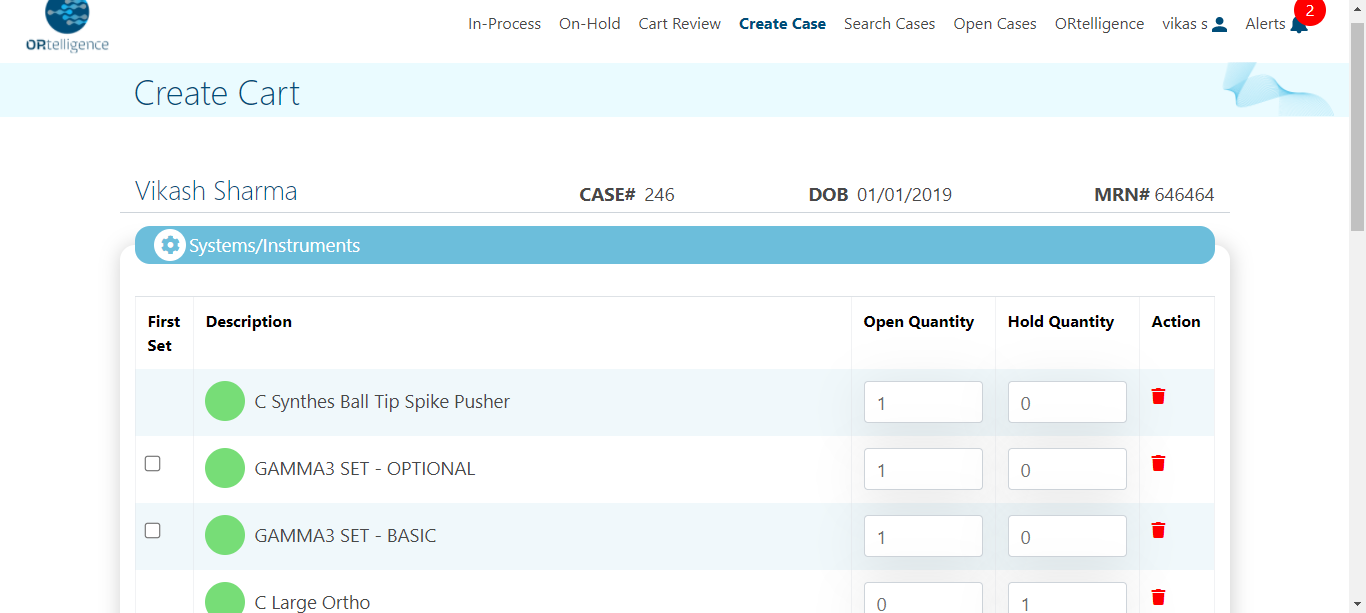 ORtelligence
In-Process On-Hold Cart Review Create Case Search Cases Open Cases ORtelligence vikas s Alerts 2
Create Cart
Vikash Sharma CASE# 246 DOB 01/01/2019 MRN# 646464
Systems/Instruments
First Set Description Open Quantity Hold Quantity Action
C Synthes Ball Tip Spike Pusher 1 0
GAMMA3 SET - OPTIONAL 1 0
GAMMA3 SET - BASIC 1 0
C Large Ortho 0 1